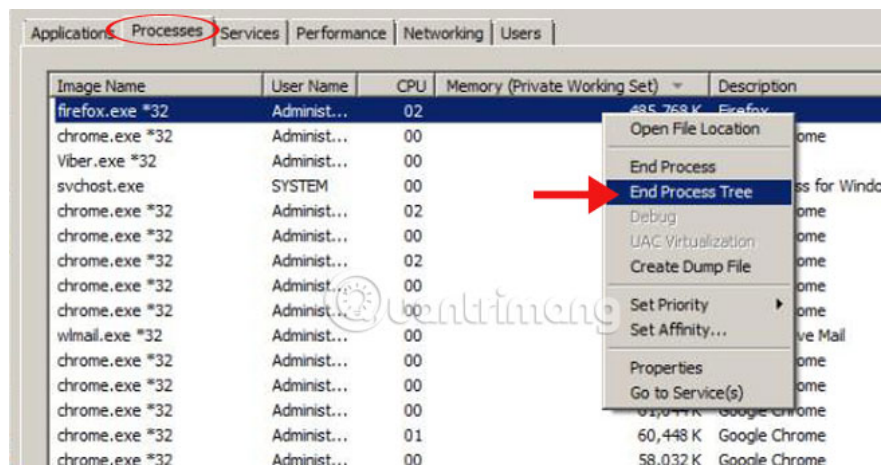 Applications Processes Services Performance Networking Users
Image Name User Name CPU Memory (Private Working Set) Description
firefox.exe *32 Administ... 02 485,768 K Firefox
Open File Location
chrome.exe *32 Administ... 00 ome
Viber.exe *32 Administ... 00
End Process
svchost.exe SYSTEM 00 ss for Windo
End Process Tree
chrome.exe *32 Administ... 02 ome
Debug
chrome.exe *32 Administ... 00 ome
UAC Virtualization
chrome.exe *32 Administ... 02 ome
Create Dump File
chrome.exe *32 Administ... 00 ome
chrome.exe *32 Administ... 00 ome
Set Priority
Quantrimang
wlmail.exe *32 Administ... 00 ve Mail
Set Affinity...
chrome.exe *32 Administ... 00 ome
Properties
chrome.exe *32 Administ... 00 ome
Go to Service(s)
chrome.exe *32 Administ... 00 61,044 K Google Chrome
chrome.exe *32 Administ... 01 60,448 K Google Chrome
chrome.exe *32 Administ... 00 58,032 K Google Chrome